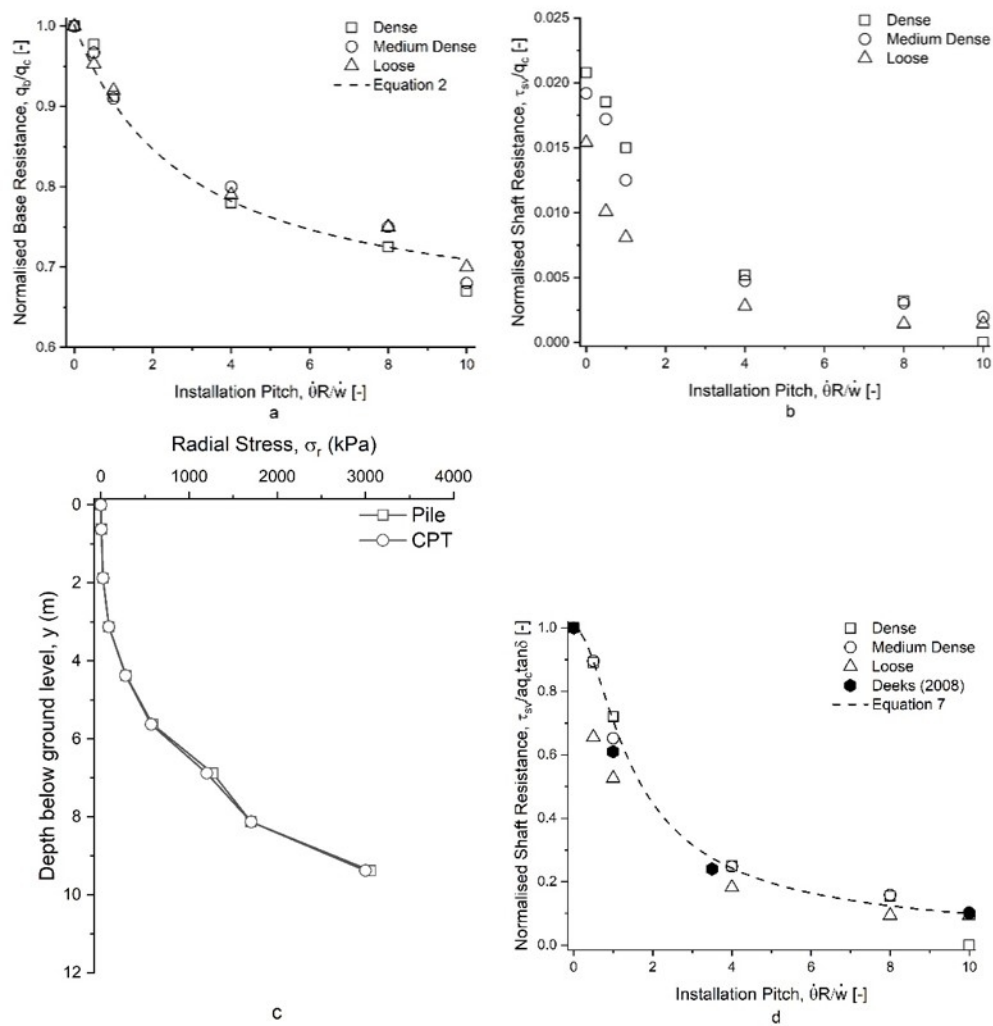 Normalised Base Resistance, q_b/q_c [-]
1.0
0.9
0.8
0.7
0.6
Dense
Medium Dense
Loose
Equation 2
0 2 4 6 8 10
Installation Pitch, θ̇R/ẇ [-]
a
Normalised Shaft Resistance, τ_sv/q_c [-]
0.025
0.020
0.015
0.010
0.005
0.000
Dense
Medium Dense
Loose
0 2 4 6 8 10
Installation Pitch, θ̇R/ẇ [-]
b
Radial Stress, σ_r (kPa)
0 1000 2000 3000 4000
Depth below ground level, y (m)
0
2
4
6
8
10
12
Pile
CPT
c
Normalised Shaft Resistance, τ_sv/aq_ctanδ [-]
1.0
0.8
0.6
0.4
0.2
0.0
Dense
Medium Dense
Loose
Deeks (2008)
Equation 7
0 2 4 6 8 10
Installation Pitch, θ̇R/ẇ [-]
d